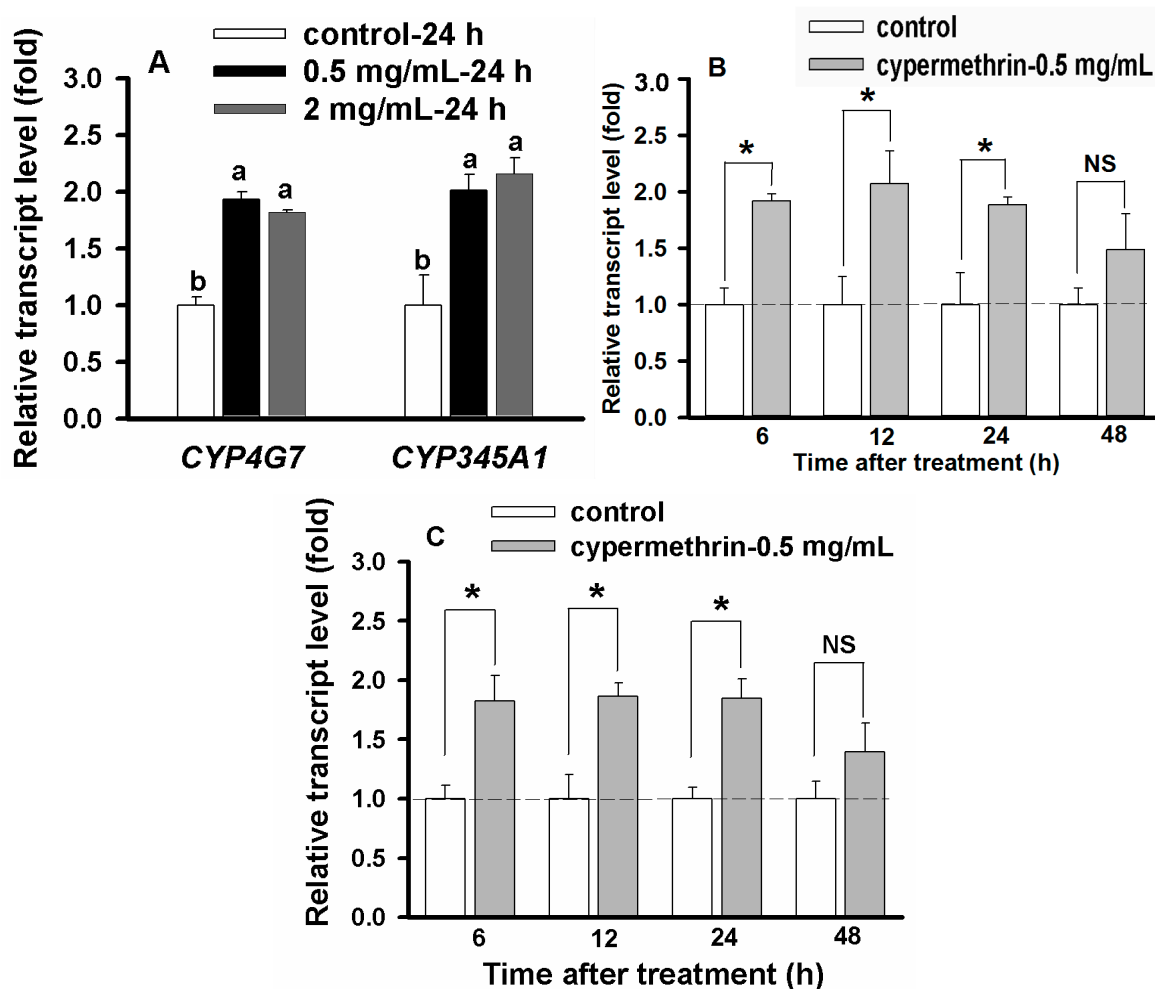 A
control-24 h
0.5 mg/mL-24 h
2 mg/mL-24 h
Relative transcript level (fold)
3.0
2.5
2.0
1.5
1.0
0.5
0.0
b
a
a
b
a
a
CYP4G7
CYP345A1
B
control
cypermethrin-0.5 mg/mL
Relative transcript level (fold)
3.0
2.5
2.0
1.5
1.0
0.5
0.0
*
*
*
NS
6 12 24 48
Time after treatment (h)
C
control
cypermethrin-0.5 mg/mL
Relative transcript level (fold)
3.0
2.5
2.0
1.5
1.0
0.5
0.0
*
*
*
NS
6 12 24 48
Time after treatment (h)